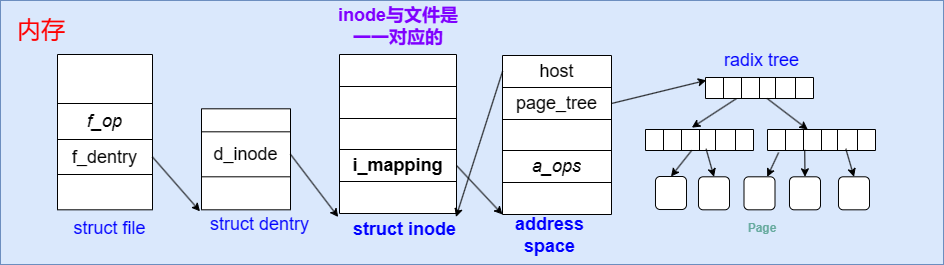 内存
inode与文件是
一一对应的
f_op
f_dentry
struct file
d_inode
struct dentry
i_mapping
struct inode
host
page_tree
a_ops
address
space
radix tree
Page